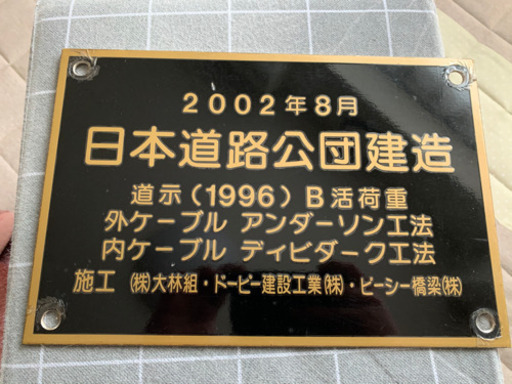 2002年8月
日本道路公団建造
道示(1996)B活荷重
外ケーブル アンダーソン工法
内ケーブル ディビダーク工法
施工 ㈱大林組・ドーピー建設工業㈱・ピーシー橋梁㈱